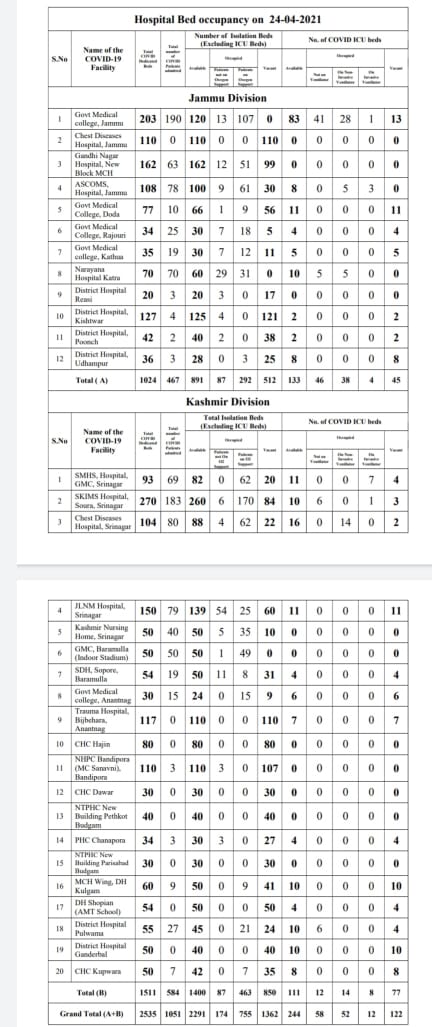 Hospital Bed occupancy on 24-04-2021
S.No Name of the COVID-19 Facility Total COVID Dedicated Beds Total number of COVID Patients admitted Number of Isolation Beds (Excluding ICU Beds) No. of COVID ICU beds
Available Occupied Vacant Available Occupied Vacant
Patients not on Oxygen Support Patients on Oxygen Support Not on Ventilator On Non-Invasive Ventilator On Invasive Ventilator
Jammu Division
1 Govt Medical college, Jammu 203 190 120 13 107 0 83 41 28 1 13
2 Chest Diseases Hospital, Jammu 110 0 110 0 0 110 0 0 0 0 0
3 Gandhi Nagar Hospital, New Block MCH 162 63 162 12 51 99 0 0 0 0 0
4 ASCOMS, Hospital, Jammu 108 78 100 9 61 30 8 0 5 3 0
5 Govt Medical College, Doda 77 10 66 1 9 56 11 0 0 0 11
6 Govt Medical College, Rajouri 34 25 30 7 18 5 4 0 0 0 4
7 Govt Medical college, Kathua 35 19 30 7 12 11 5 0 0 0 5
8 Narayana Hospital Katra 70 70 60 29 31 0 10 5 5 0 0
9 District Hospital Reasi 20 3 20 3 0 17 0 0 0 0 0
10 District Hospital, Kishtwar 127 4 125 4 0 121 2 0 0 0 2
11 District Hospital, Poonch 42 2 40 2 0 38 2 0 0 0 2
12 District Hospital, Udhampur 36 3 28 0 3 25 8 0 0 0 8
Total ( A) 1024 467 891 87 292 512 133 46 38 4 45
Kashmir Division
S.No Name of the COVID-19 Facility Total COVID Dedicated Beds Total number of COVID Patients admitted Total Isolation Beds (Excluding ICU Beds) No. of COVID ICU beds
Available Occupied Vacant Available Occupied Vacant
Not on Ventilator On Non-Invasive Ventilator On Invasive Ventilator
1 SMHS, Hospital, GMC, Srinagar 93 69 82 0 62 20 11 0 0 7 4
2 SKIMS Hospital, Soura, Srinagar 270 183 260 6 170 84 10 6 0 1 3
3 Chest Diseases Hospital, Srinagar 104 80 88 4 62 22 16 0 14 0 2
4 JLNM Hospital, Srinagar 150 79 139 54 25 60 11 0 0 0 11
5 Kashmir Nursing Home, Srinagar 50 40 50 5 35 10 0 0 0 0 0
6 GMC, Baramulla (Indoor Stadium) 50 50 50 1 49 0 0 0 0 0 0
7 SDH, Sopore, Baramulla 54 19 50 11 8 31 4 0 0 0 4
8 Govt Medical college, Anantnag 30 15 24 0 15 9 6 0 0 0 6
9 Trauma Hospital, Bijbehara, Anantnag 117 0 110 0 0 110 7 0 0 0 7
10 CHC Hajin 80 0 80 0 0 80 0 0 0 0 0
11 NHPC Bandipora (MC Sanavni), Bandipora 110 3 110 3 0 107 0 0 0 0 0
12 CHC Dawar 30 0 30 0 0 30 0 0 0 0 0
13 NTPHC New Building Pethkot Budgam 40 0 40 0 0 40 0 0 0 0 0
14 PHC Chanapora 34 3 30 3 0 27 4 0 0 0 4
15 NTPHC New Building Parisabad Budgam 30 0 30 0 0 30 0 0 0 0 0
16 MCH Wing, DH Kulgam 60 9 50 0 9 41 10 0 0 0 10
17 DH Shopian (AMT School) 54 0 50 0 0 50 4 0 0 0 4
18 District Hospital Pulwama 55 27 45 0 21 24 10 6 0 0 4
19 District Hospital Ganderbal 50 0 40 0 0 40 10 0 0 0 10
20 CHC Kupwara 50 7 42 0 7 35 8 0 0 0 8
Total (B) 1511 584 1400 87 463 850 111 12 14 8 77
Grand Total (A+B) 2535 1051 2291 174 755 1362 244 58 52 12 122